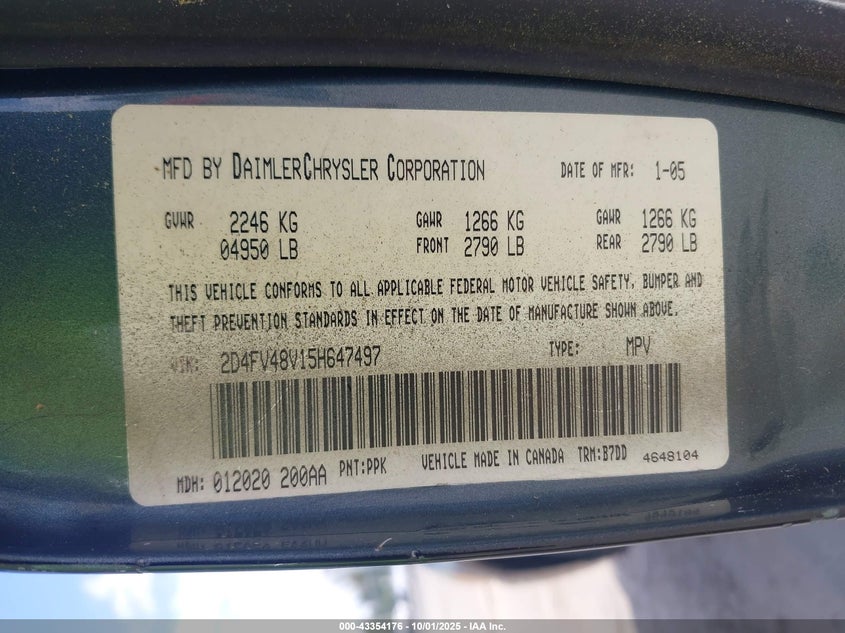 MFD BY DAIMLERCHRYSLER CORPORATION DATE OF MFR: 1-05
GVWR 2246 KG GAWR 1266 KG GAWR 1266 KG
04950 LB FRONT 2790 LB REAR 2790 LB
THIS VEHICLE CONFORMS TO ALL APPLICABLE FEDERAL MOTOR VEHICLE SAFETY, BUMPER AND
THEFT PREVENTION STANDARDS IN EFFECT ON THE DATE OF MANUFACTURE SHOWN ABOVE.
VIN: 2D4FV48V15H647497 TYPE: MPV
MDH: 012020 200AA PNT:PPK VEHICLE MADE IN CANADA TRM:B7DD 4648104
000-43354176 - 10/01/2025 - IAA Inc.